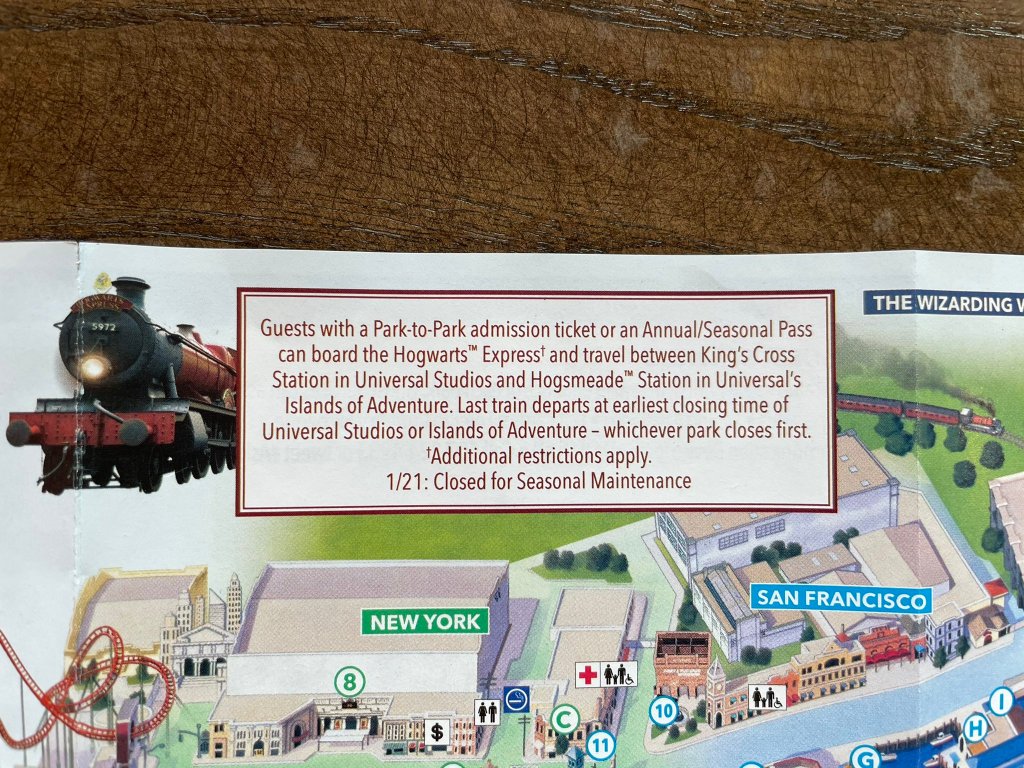 5972
THE WIZARDING
Guests with a Park-to-Park admission ticket or an Annual/Seasonal Pass
can board the Hogwarts™ Express† and travel between King's Cross
Station in Universal Studios and Hogsmeade™ Station in Universal's
Islands of Adventure. Last train departs at earliest closing time of
Universal Studios or Islands of Adventure – whichever park closes first.
†Additional restrictions apply.
1/21: Closed for Seasonal Maintenance
SAN FRANCISCO
NEW YORK
8
10
$
C
11
I
H
G